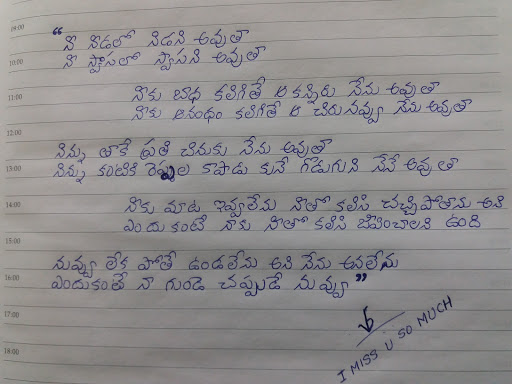 09:00
“ నీ నీడలో నీడని అవుతా
10:00
నీ స్వాసలో స్వాసని అవుతా
11:00
నీకు బాధ కలిగితే ఆ కన్నీరు నేను అవుతా
నీకు ఆనంధం కలిగితే ఆ చిరునవ్వు నేను అవుతా
12:00
నిన్ను తాకే ప్రతి చినుకు నేను అవుతా
13:00
నిన్ను కంటికి రెప్పల కాపాడు కునే గొడుగుని నేనే అవు తా
14:00
నీకు మాట ఇవ్వలేను నీతో కలిసి చచ్చిపోతాను అని
ఎందుకంటే నాకు నీతో కలిసి జీవించాలని ఉంది
15:00
నువ్వు లేక పోతే ఉండలేను అని నేను అనలేను
16:00
ఎందుకంతే నా గుండె చప్పుడే నువ్వు ”
17:00
I MISS U SO MUCH
18:00